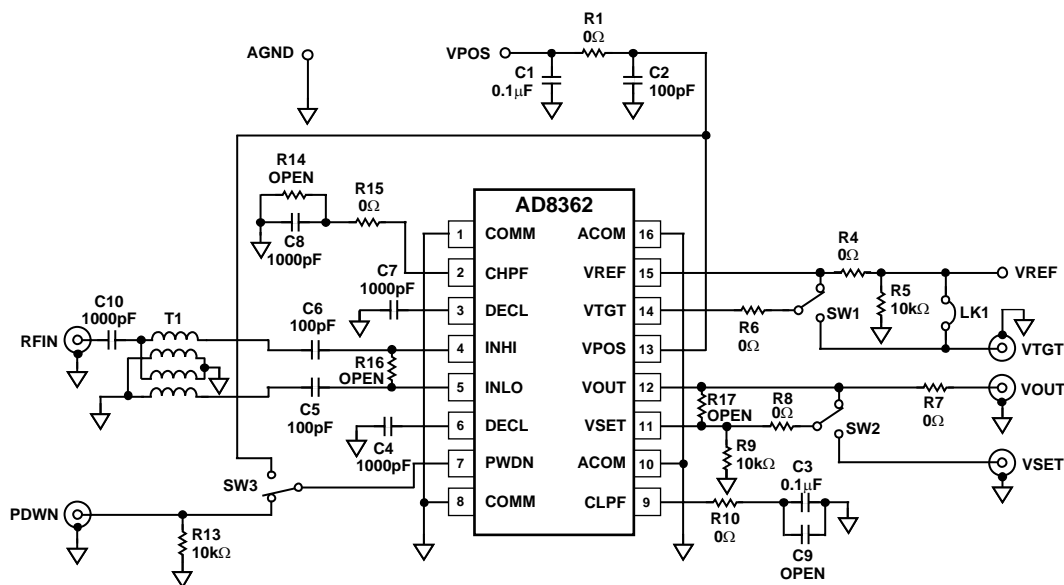 R1
0Ω
AGND
VPOS
C1
0.1µF
C2
100pF
R14
OPEN
R15
0Ω
C8
1000pF
C7
1000pF
C10
1000pF
T1
C6
100pF
RFIN
R16
OPEN
C5
100pF
C4
1000pF
SW3
PDWN
R13
10kΩ
AD8362
1 COMM ACOM 16
2 CHPF VREF 15
3 DECL VTGT 14
4 INHI VPOS 13
5 INLO VOUT 12
6 DECL VSET 11
7 PWDN ACOM 10
8 COMM CLPF 9
R4
0Ω
VREF
R5
10kΩ
LK1
SW1
R6
0Ω
VTGT
VOUT
R17
OPEN
R8
0Ω
R7
0Ω
SW2
R9
10kΩ
VSET
C3
0.1µF
R10
0Ω
C9
OPEN